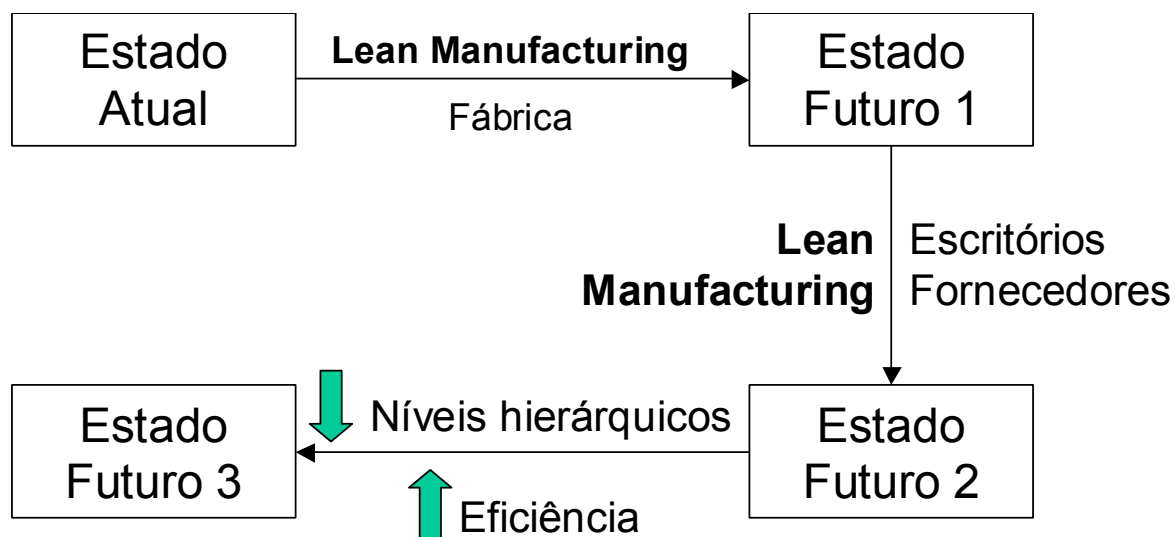 Estado
Atual
Lean Manufacturing
Fábrica
Estado
Futuro 1
Lean
Manufacturing
Escritórios
Fornecedores
Estado
Futuro 2
Níveis hierárquicos
Eficiência
Estado
Futuro 3